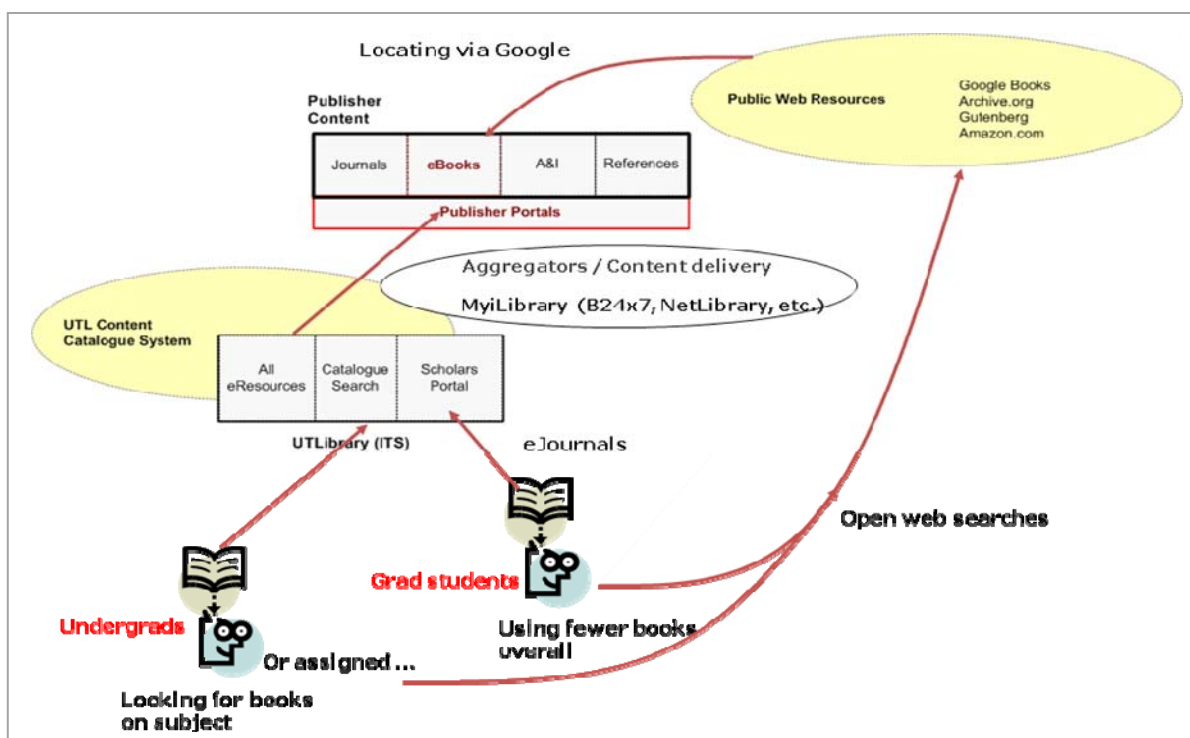 Locating via Google
Public Web Resources
Google Books
Archive.org
Gutenberg
Amazon.com
Publisher
Content
Journals
eBooks
A&I
References
Publisher Portals
Aggregators / Content delivery
MyiLibrary (B24x7, NetLibrary, etc.)
UTL Content
Catalogue System
All
eResources
Catalogue
Search
Scholars
Portal
UTLibrary (ITS)
eJournals
Open web searches
Grad students
Using fewer books
overall
Undergrads
Or assigned ...
Looking for books
on subject